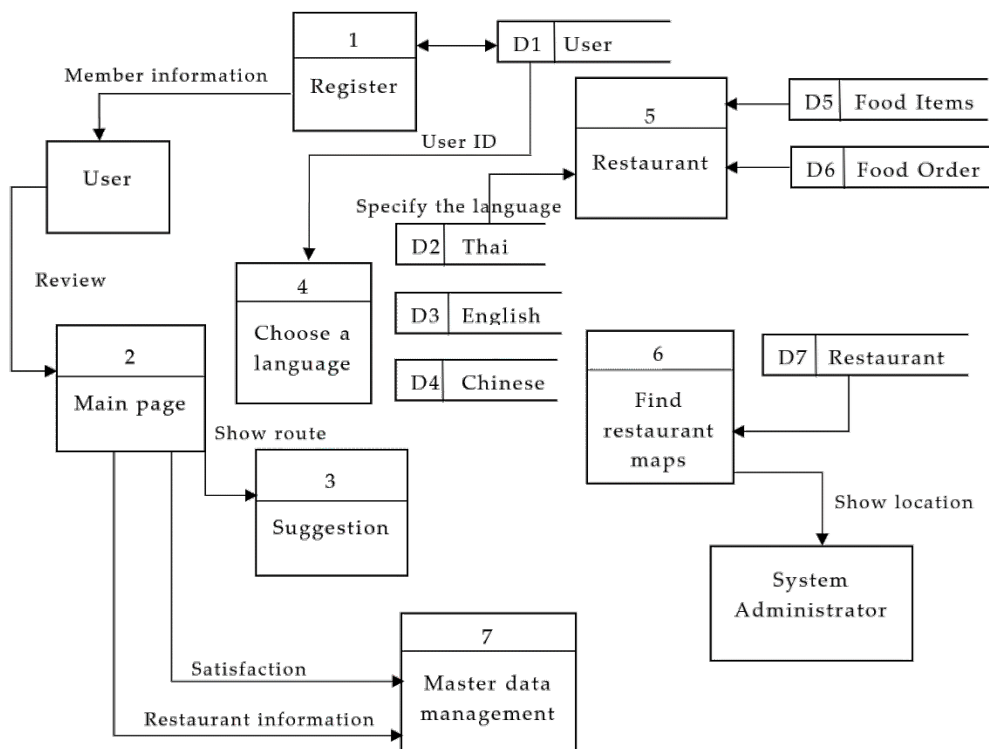 1
Register
D1 User
Member information
5
Restaurant
D5 Food Items
User ID
D6 Food Order
User
Specify the language
D2 Thai
Review
4
Choose a
language
D3 English
2
Main page
6
Find
restaurant
maps
D7 Restaurant
D4 Chinese
Show route
3
Suggestion
Show location
System
Administrator
7
Master data
management
Satisfaction
Restaurant information